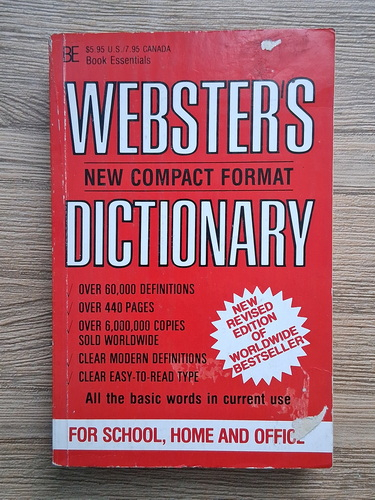 BE $5.95 U.S./7.95 CANADA
Book Essentials
WEBSTER'S
NEW COMPACT FORMAT
DICTIONARY
OVER 60,000 DEFINITIONS
OVER 440 PAGES
OVER 6,000,000 COPIES
SOLD WORLDWIDE
CLEAR MODERN DEFINITIONS
CLEAR EASY-TO-READ TYPE
NEW
REVISED
EDITION
OF
WORLDWIDE
BESTSELLER
All the basic words in current use
FOR SCHOOL, HOME AND OFFICE